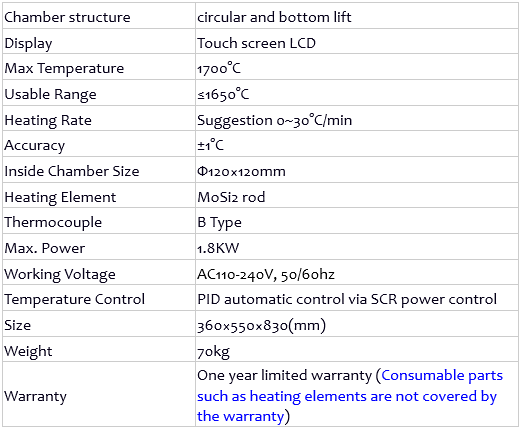 Chamber structure circular and bottom lift
Display Touch screen LCD
Max Temperature 1700°C
Usable Range ≤1650°C
Heating Rate Suggestion 0~30°C/min
Accuracy ±1°C
Inside Chamber Size Φ120×120mm
Heating Element MoSi2 rod
Thermocouple B Type
Max. Power 1.8KW
Working Voltage AC110-240V, 50/60hz
Temperature Control PID automatic control via SCR power control
Size 360×550×830(mm)
Weight 70kg
Warranty One year limited warranty (Consumable parts
such as heating elements are not covered by
the warranty)